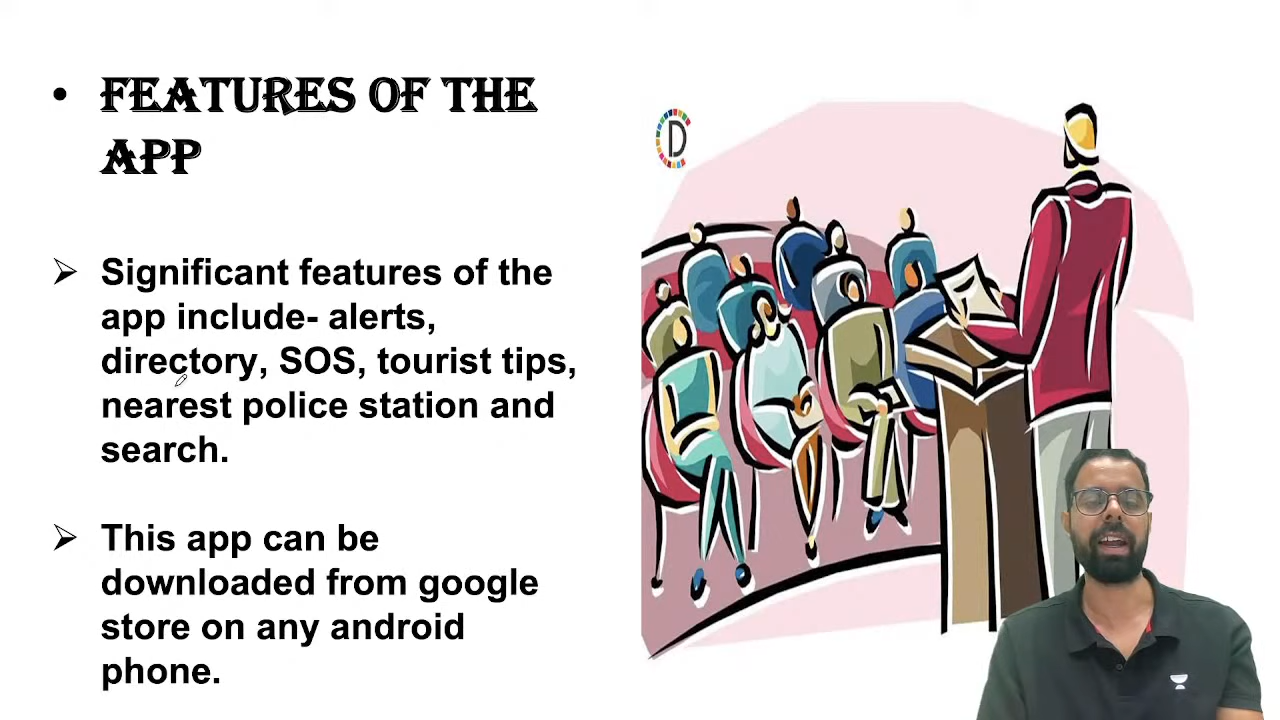 • FEATURES OF THE
APP
➢ Significant features of the
app include- alerts,
directory, SOS, tourist tips,
nearest police station and
search.
➢ This app can be
downloaded from google
store on any android
phone.
D